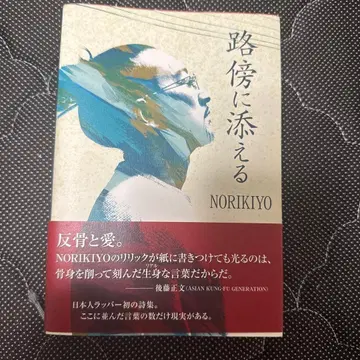 路傍に添える
NORIKIYO
反骨と愛。
NORIKIYOのリリックが紙に書きつけても光るのは、
骨身を削って刻んだ生身な言葉だからだ。
リアル
——— 後藤正文(ASIAN KUNG-FU GENERATION)
日本人ラッパー初の詩集。
ここに並んだ言葉の数だけ現実がある。